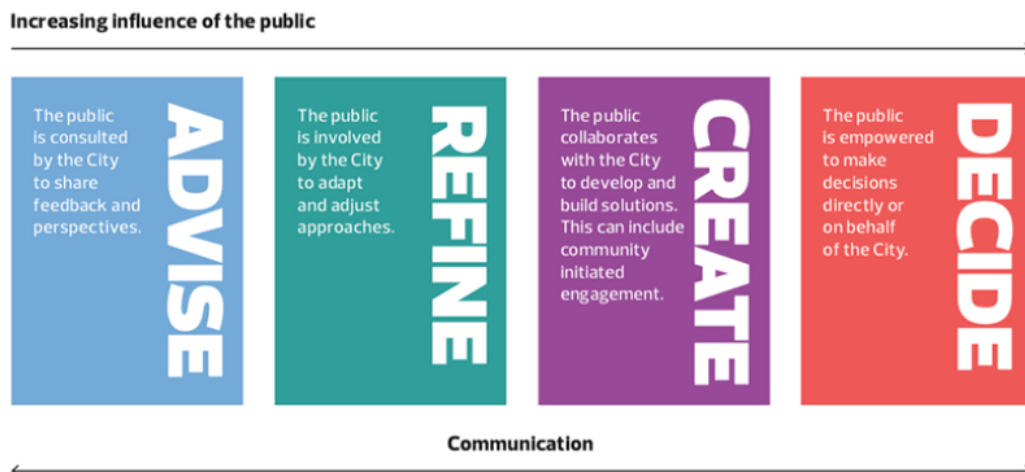 Increasing influence of the public
The public
is consulted
by the City
to share
feedback and
perspectives.
ADVISE
The public
is involved
by the City
to adapt
and adjust
approaches.
REFINE
The public
collaborates
with the City
to develop and
build solutions.
This can include
community
initiated
engagement.
CREATE
The public
is empowered
to make
decisions
directly or
on behalf
of the City.
DECIDE
Communication